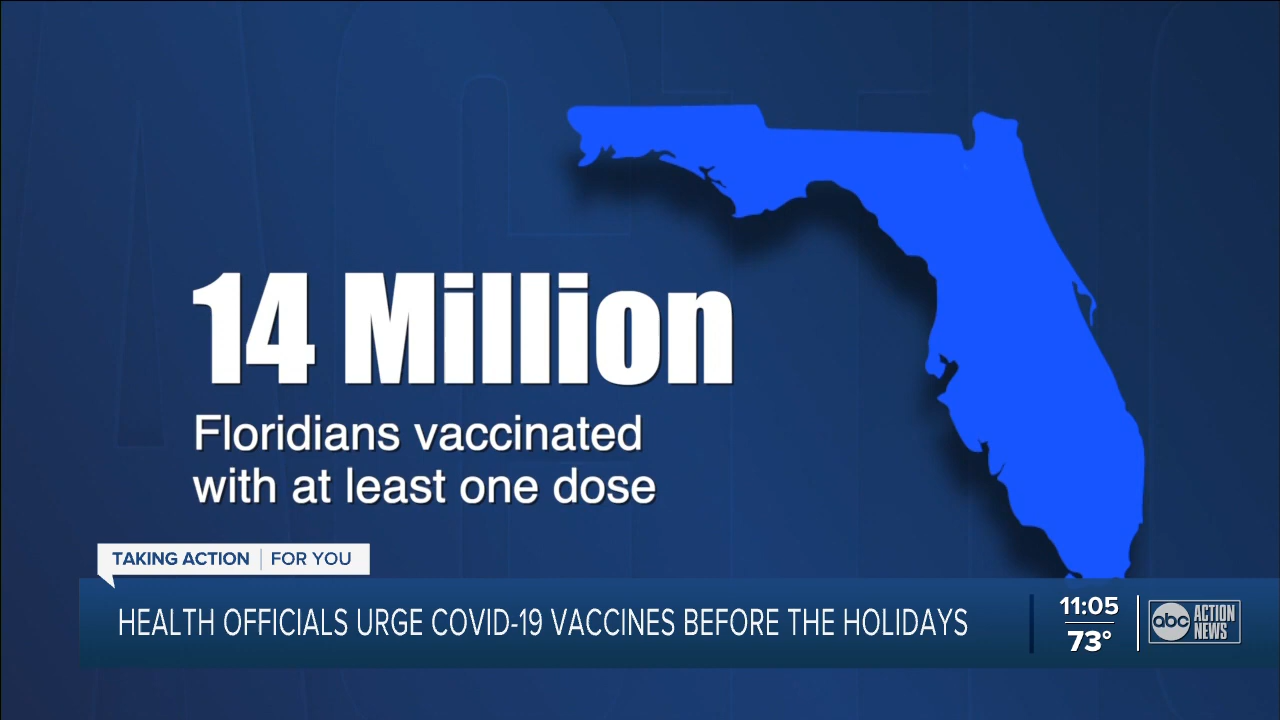 14 Million
Floridians vaccinated
with at least one dose
TAKING ACTION | FOR YOU
HEALTH OFFICIALS URGE COVID-19 VACCINES BEFORE THE HOLIDAYS
11:05
73°
abc
ACTION
NEWS